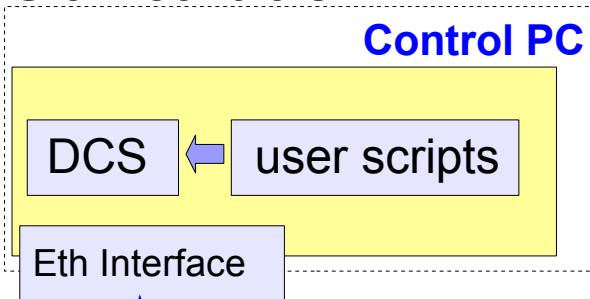 Control PC
DCS
user scripts
Eth Interface